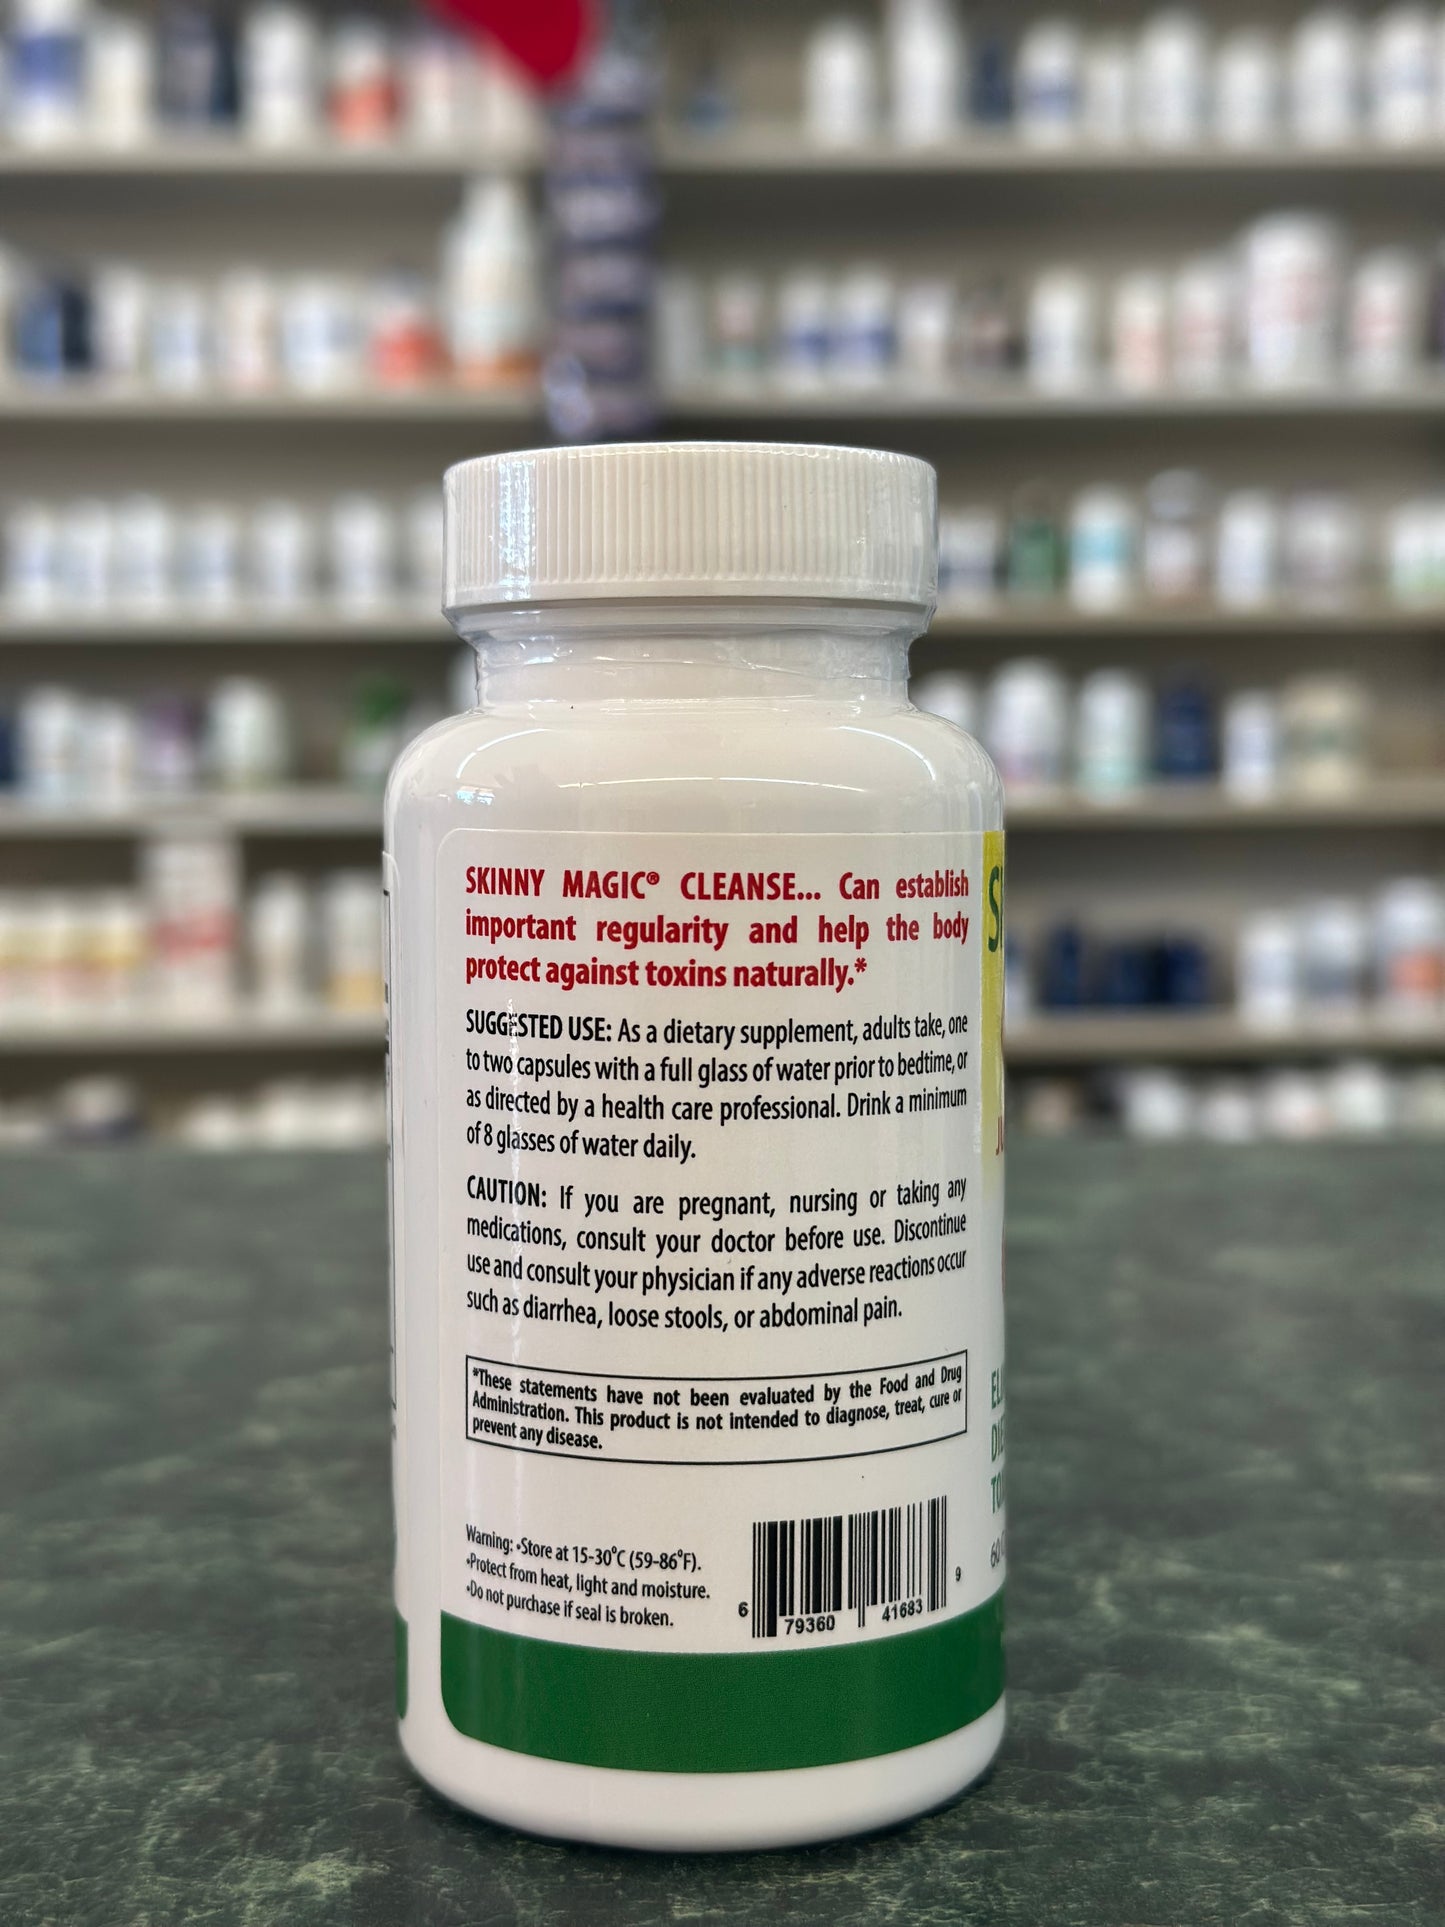 SKINNY MAGIC® CLEANSE... Can establish
important regularity and help the body
protect against toxins naturally.*
SUGGESTED USE: As a dietary supplement, adults take, one
to two capsules with a full glass of water prior to bedtime, or
as directed by a health care professional. Drink a minimum
of 8 glasses of water daily.
CAUTION: If you are pregnant, nursing or taking any
medications, consult your doctor before use. Discontinue
use and consult your physician if any adverse reactions occur
such as diarrhea, loose stools, or abdominal pain.
*These statements have not been evaluated by the Food and Drug
Administration. This product is not intended to diagnose, treat, cure or
prevent any disease.
Warning: •Store at 15-30°C (59-86°F).
•Protect from heat, light and moisture.
•Do not purchase if seal is broken.
6 79360 41683 9
60